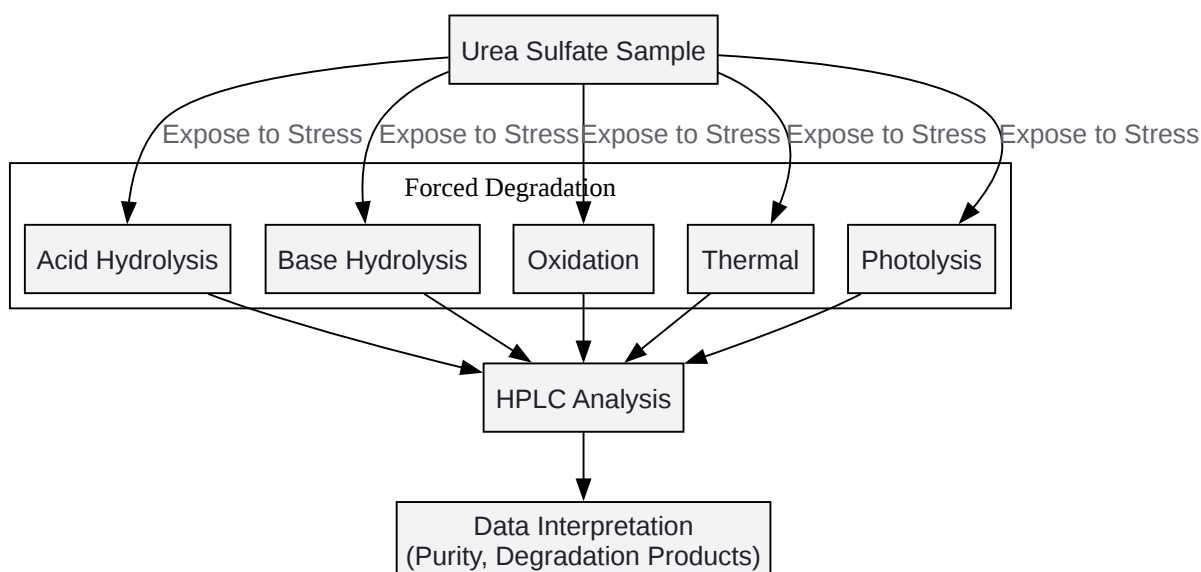 Urea Sulfate Sample
Expose to Stress
Expose to Stress
Expose to Stress
Expose to Stress
Expose to Stress
Forced Degradation
Acid Hydrolysis
Base Hydrolysis
Oxidation
Thermal
Photolysis
HPLC Analysis
Data Interpretation
(Purity, Degradation Products)